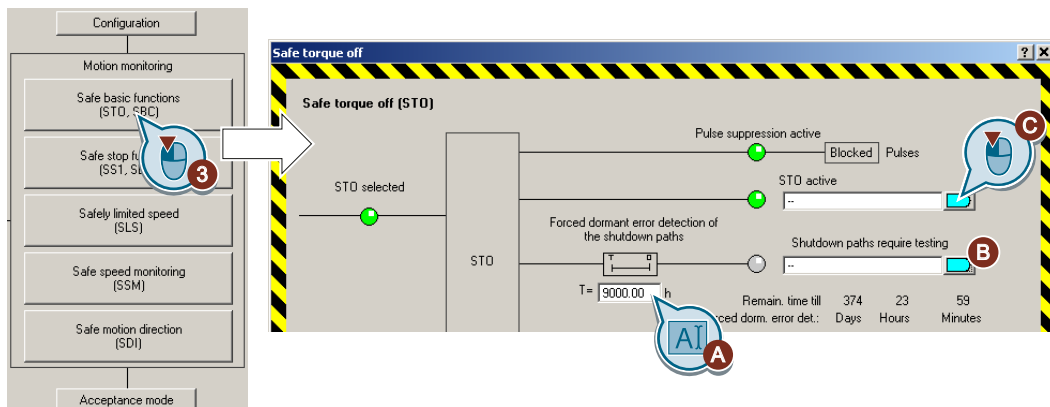 Configuration
Motion monitoring
Safe basic functions
(STO, SBC)
Safe stop fu
(SS1, S
3
Safely limited speed
(SLS)
Safe speed monitoring
(SSM)
Safe motion direction
(SDI)
Acceptance mode
Safe torque off
? X
Safe torque off (STO)
Pulse suppression active
Blocked Pulses
C
STO selected
STO active
--
Forced dormant error detection of
the shutdown paths
Shutdown paths require testing
STO
T 0
--
B
T= 9000.00 h
Remain. time till 374 23 59
orced dorm. error det.: Days Hours Minutes
A
A